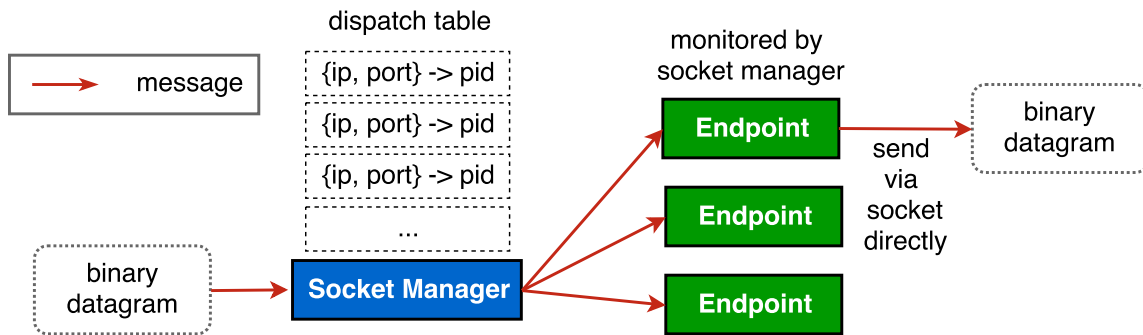 dispatch table
message
{ip, port} -> pid
{ip, port} -> pid
{ip, port} -> pid
...
binary
datagram
Socket Manager
monitored by
socket manager
Endpoint
Endpoint
Endpoint
send
via
socket
directly
binary
datagram